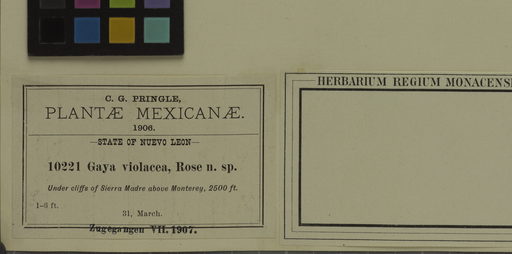 C. G. PRINGLE,
PLANTÆ MEXICANÆ.
1906.
—STATE OF NUEVO LEON—
10221 Gaya violacea, Rose n. sp.
Under cliffs of Sierra Madre above Monterey, 2500 ft.
1-6 ft.
31, March.
Zugegangen VII. 1907.
HERBARIUM REGIUM MONACENS